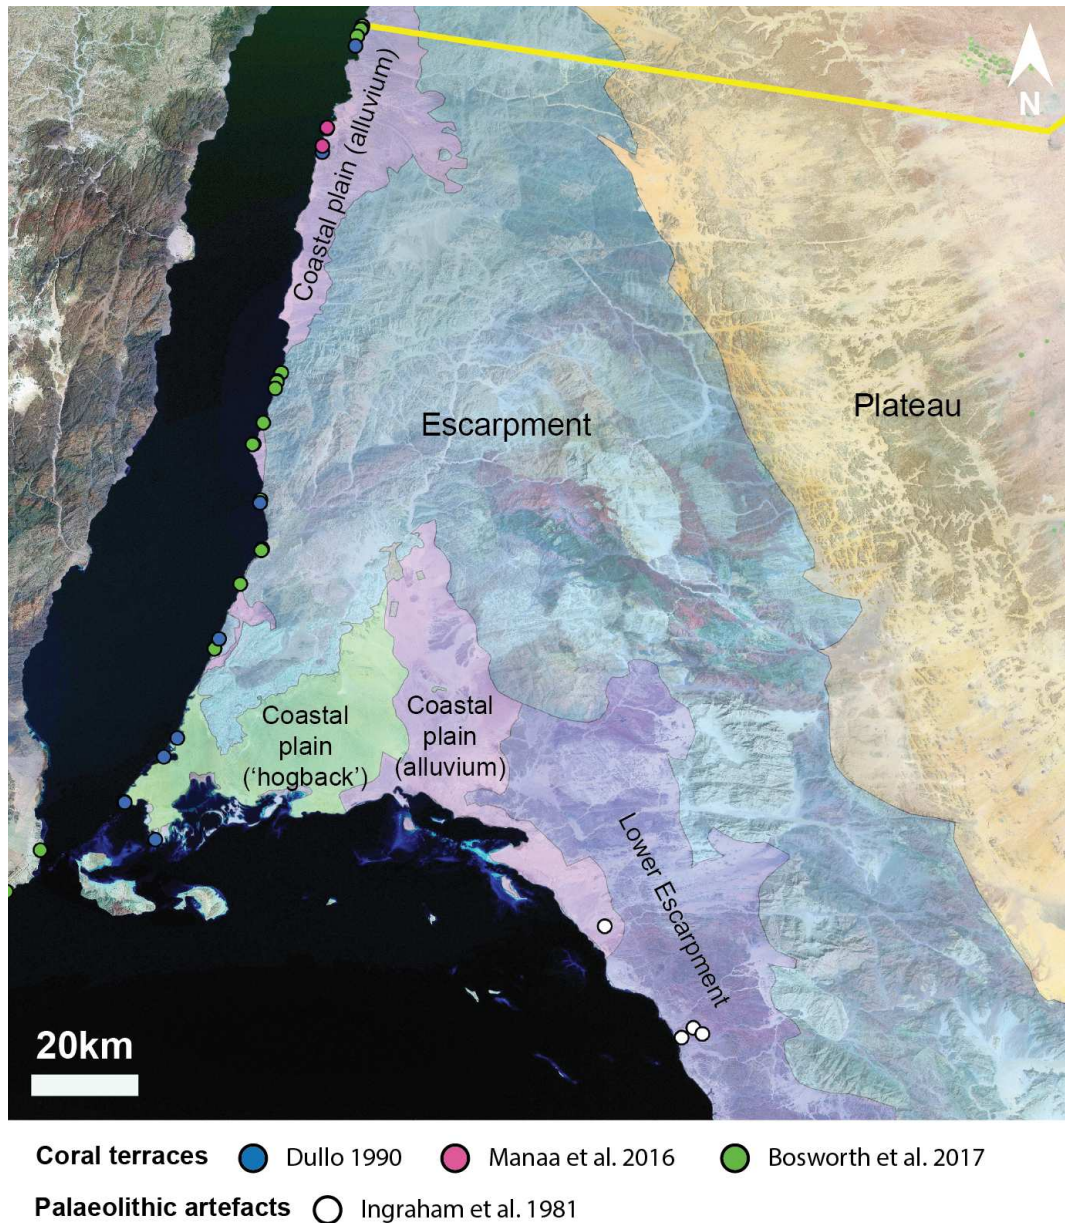 N
Coastal plain (alluvium)
Escarpment
Plateau
Coastal
plain
(‘hogback’)
Coastal
plain
(alluvium)
Lower Escarpment
20km
Coral terraces Dullo 1990 Manaa et al. 2016 Bosworth et al. 2017
Palaeolithic artefacts Ingraham et al. 1981